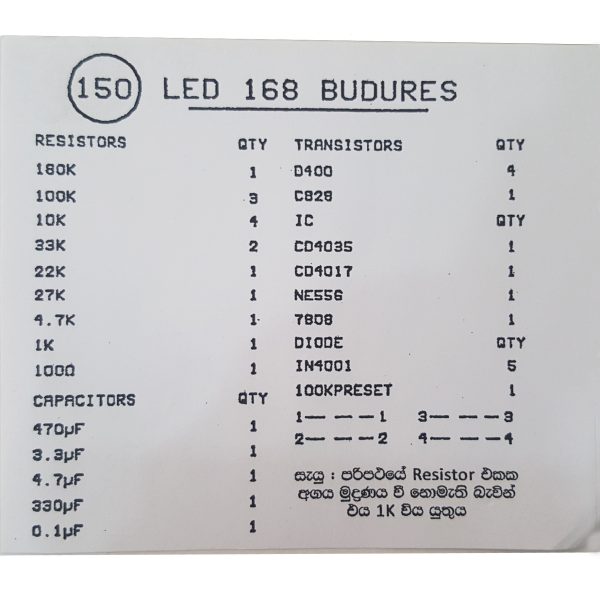 150 LED 168 BUDURES
RESISTORS QTY
180K 1
100K 3
10K 4
33K 2
22K 1
27K 1
4.7K 1
1K 1
100Ω 1
CAPACITORS QTY
470µF 1
3.3µF 1
4.7µF 1
330µF 1
0.1µF 1
TRANSISTORS QTY
D400 4
C828 1
IC QTY
CD4035 1
CD4017 1
NE556 1
7808 1
DIODE QTY
IN4001 5
100KPRESET 1
1— — —1 3— — —3
2— — —2 4— — —4
සැයු : පරිපථයේ Resistor එකක
අගය මුද්‍රණය වී නොමැති බැවින්
එය 1K විය යුතුය